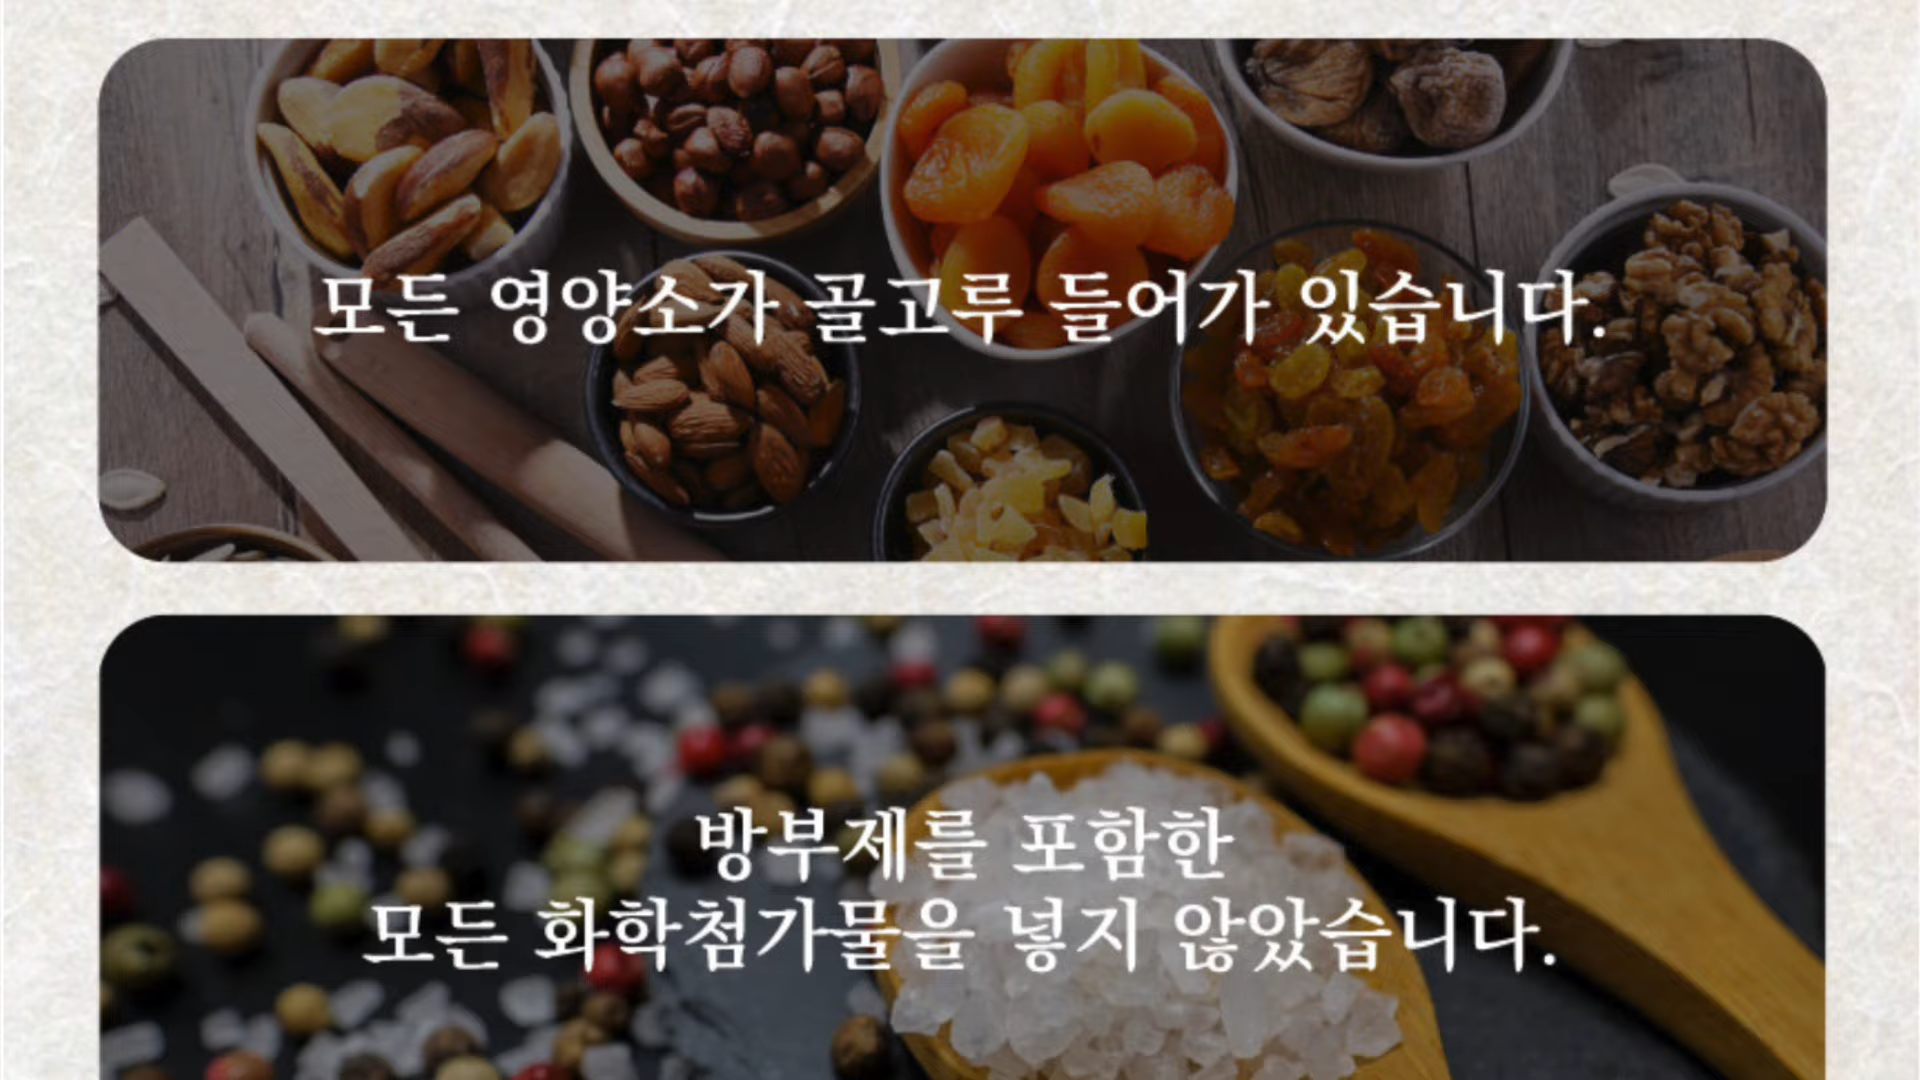 모든 영양소가 골고루 들어가 있습니다.
방부제를 포함한
모든 화학첨가물을 넣지 않았습니다.